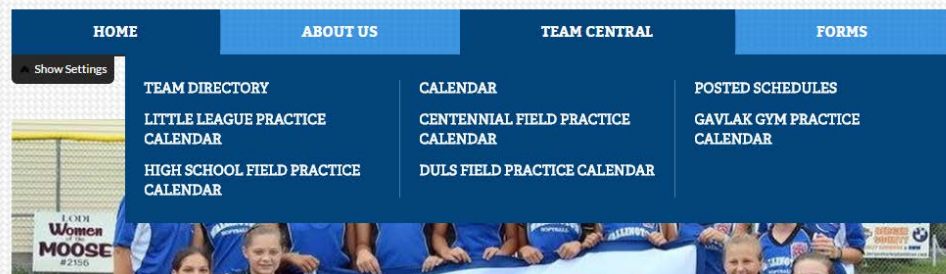 HOME
ABOUT US
TEAM CENTRAL
FORMS
Show Settings
TEAM DIRECTORY
LITTLE LEAGUE PRACTICE
CALENDAR
HIGH SCHOOL FIELD PRACTICE
CALENDAR
CALENDAR
CENTENNIAL FIELD PRACTICE
CALENDAR
DULS FIELD PRACTICE CALENDAR
POSTED SCHEDULES
GAVLAK GYM PRACTICE
CALENDAR
LODI
Women
of the
MOOSE
#2156
SOFTBALL